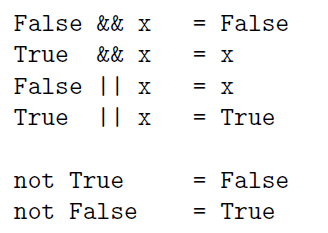 False && x = False
True && x = x
False || x = x
True || x = True
not True = False
not False = True